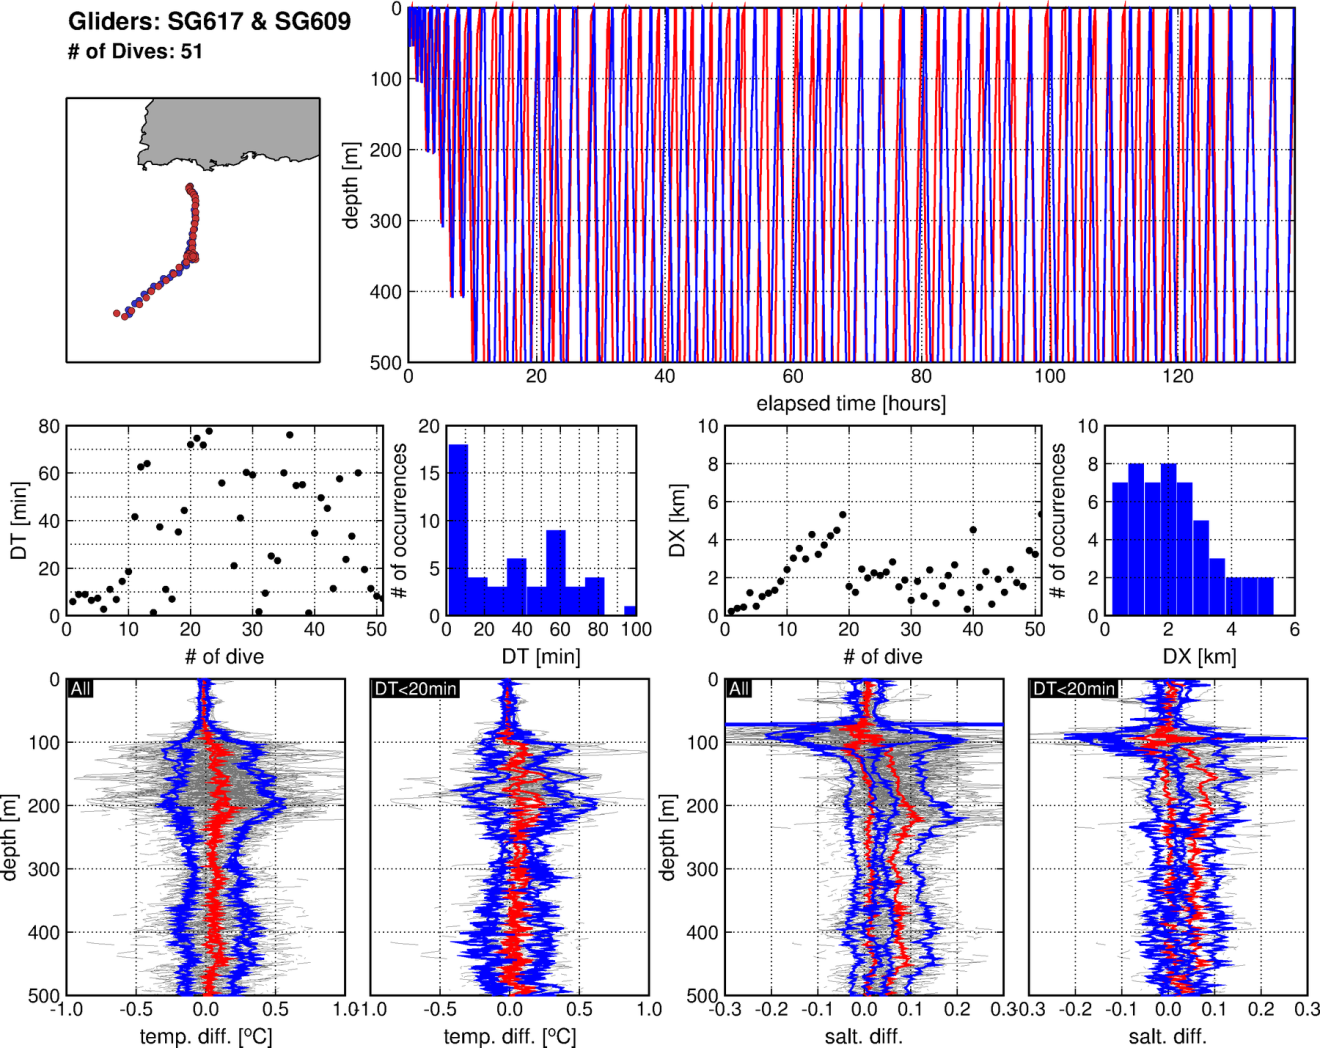 Gliders: SG617 & SG609
# of Dives: 51
0
100
200
300
400
500
depth [m]
0 20 40 60 80 100 120
elapsed time [hours]
80
60
40
20
0
DT [min]
0 10 20 30 40 50
# of dive
20
15
10
5
0
# of occurrences
0 20 40 60 80 100
DT [min]
10
8
6
4
2
0
DX [km]
0 10 20 30 40 50
# of dive
10
8
6
4
2
0
# of occurrences
0 2 4 6
DX [km]
All
0
100
200
300
400
500
depth [m]
-1.0 -0.5 0.0 0.5 1.0
temp. diff. [ºC]
DT<20min
-1.0 -0.5 0.0 0.5 1.0
temp. diff. [ºC]
All
0
100
200
300
400
500
depth [m]
-0.3 -0.2 -0.1 0.0 0.1 0.2 0.3
salt. diff.
DT<20min
-0.3 -0.2 -0.1 0.0 0.1 0.2 0.3
salt. diff.